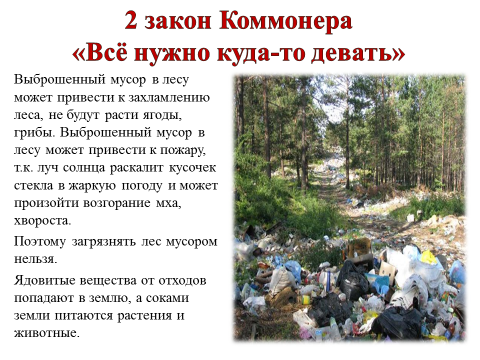 2 закон Коммонера
«Всё нужно куда-то девать»
Выброшенный мусор в лесу
может привести к захламлению
леса, не будут расти ягоды,
грибы. Выброшенный мусор в
лесу может привести к пожару,
т.к. луч солнца раскалит кусочек
стекла в жаркую погоду и может
произойти возгорание мха,
хвороста.
Поэтому загрязнять лес мусором
нельзя.
Ядовитые вещества от отходов
попадают в землю, а соками
земли питаются растения и
животные.